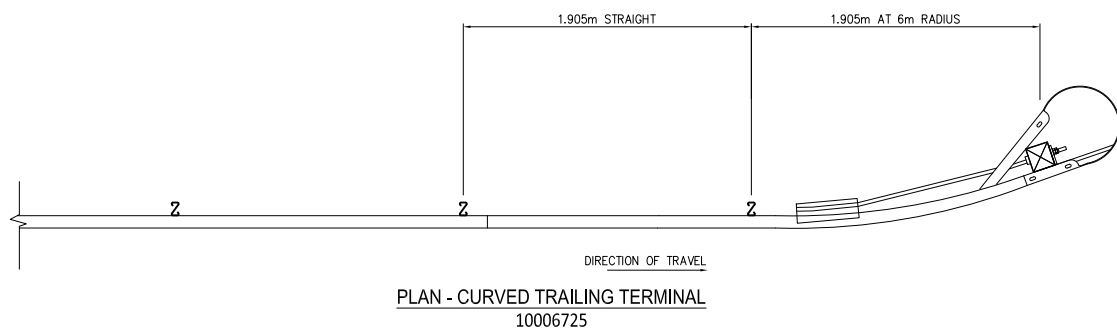 1.905m STRAIGHT
1.905m AT 6m RADIUS
DIRECTION OF TRAVEL
PLAN - CURVED TRAILING TERMINAL
10006725